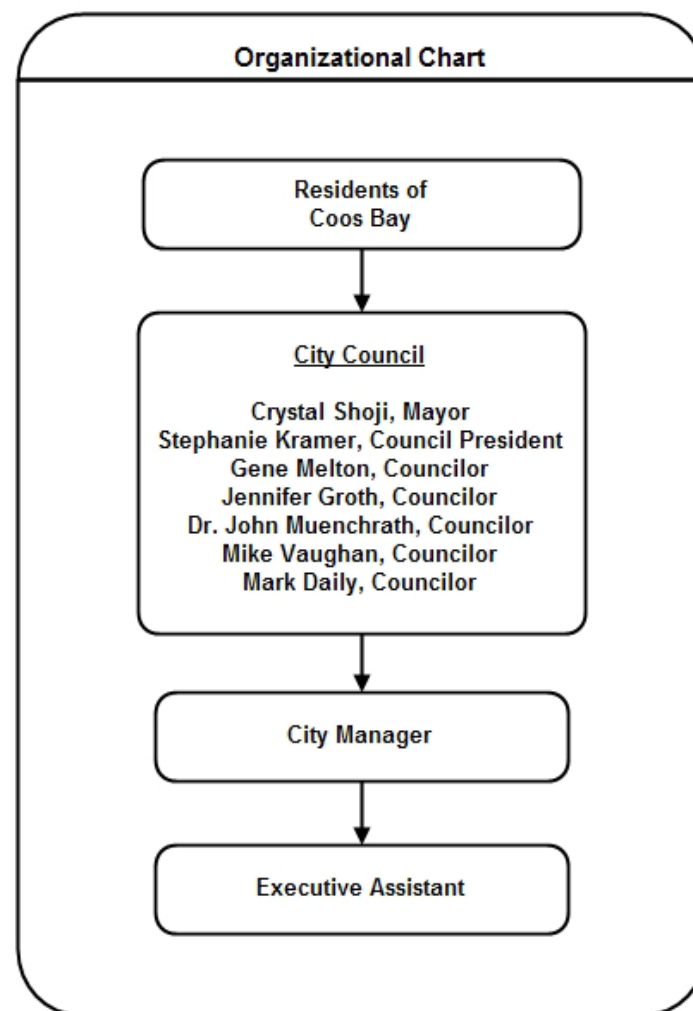 Organizational Chart
Residents of
Coos Bay
City Council
Crystal Shoji, Mayor
Stephanie Kramer, Council President
Gene Melton, Councilor
Jennifer Groth, Councilor
Dr. John Muenchrath, Councilor
Mike Vaughan, Councilor
Mark Daily, Councilor
City Manager
Executive Assistant